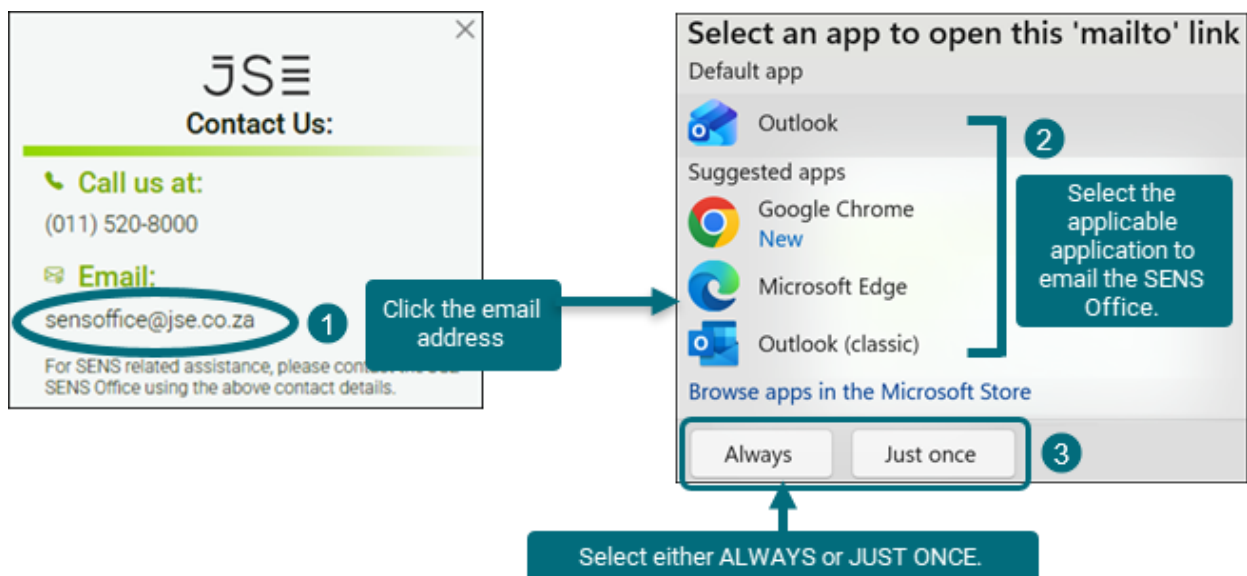 JSE
Contact Us:
Call us at:
(011) 520-8000
Email:
sensoffice@jse.co.za
For SENS related assistance, please
SENS Office using the above contact details.
1
Click the email
address
Select an app to open this 'mailto' link
Default app
Outlook
Suggested apps
Google Chrome
New
Microsoft Edge
Outlook (classic)
Browse apps in the Microsoft Store
2
Select the
applicable
application to
email the SENS
Office.
Always
Just once
3
Select either ALWAYS or JUST ONCE.